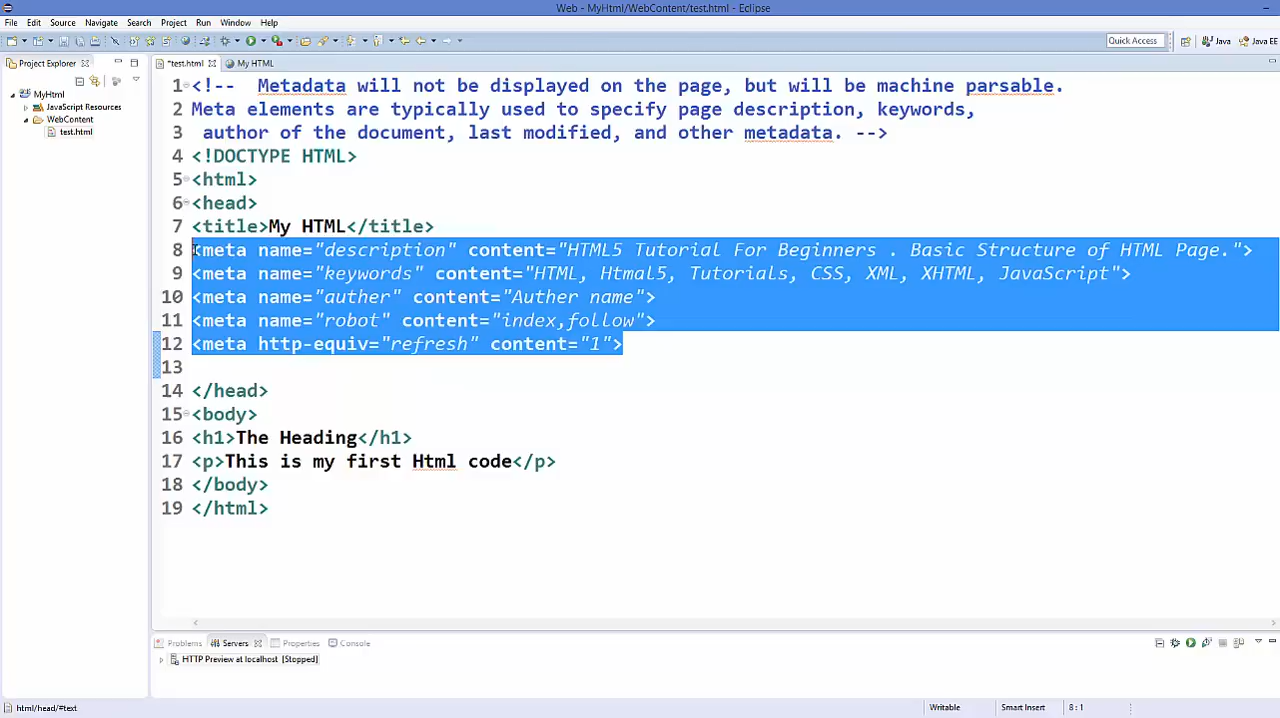 Web - MyHtml/WebContent/test.html - Eclipse
File Edit Source Navigate Search Project Run Window Help
Quick Access Java Java EE
Project Explorer *test.html My HTML
MyHtml
JavaScript Resources
WebContent
test.html
1 <!-- Metadata will not be displayed on the page, but will be machine parsable.
2 Meta elements are typically used to specify page description, keywords,
3 author of the document, last modified, and other metadata. -->
4 <!DOCTYPE HTML>
5 <html>
6 <head>
7 <title>My HTML</title>
8 <meta name="description" content="HTML5 Tutorial For Beginners . Basic Structure of HTML Page.">
9 <meta name="keywords" content="HTML, Htmal5, Tutorials, CSS, XML, XHTML, JavaScript">
10 <meta name="auther" content="Auther name">
11 <meta name="robot" content="index,follow">
12 <meta http-equiv="refresh" content="1">
13
14 </head>
15 <body>
16 <h1>The Heading</h1>
17 <p>This is my first Html code</p>
18 </body>
19 </html>
Problems Servers Properties Console
HTTP Preview at localhost [Stopped]
html/head/#text Writable Smart Insert 8 : 1